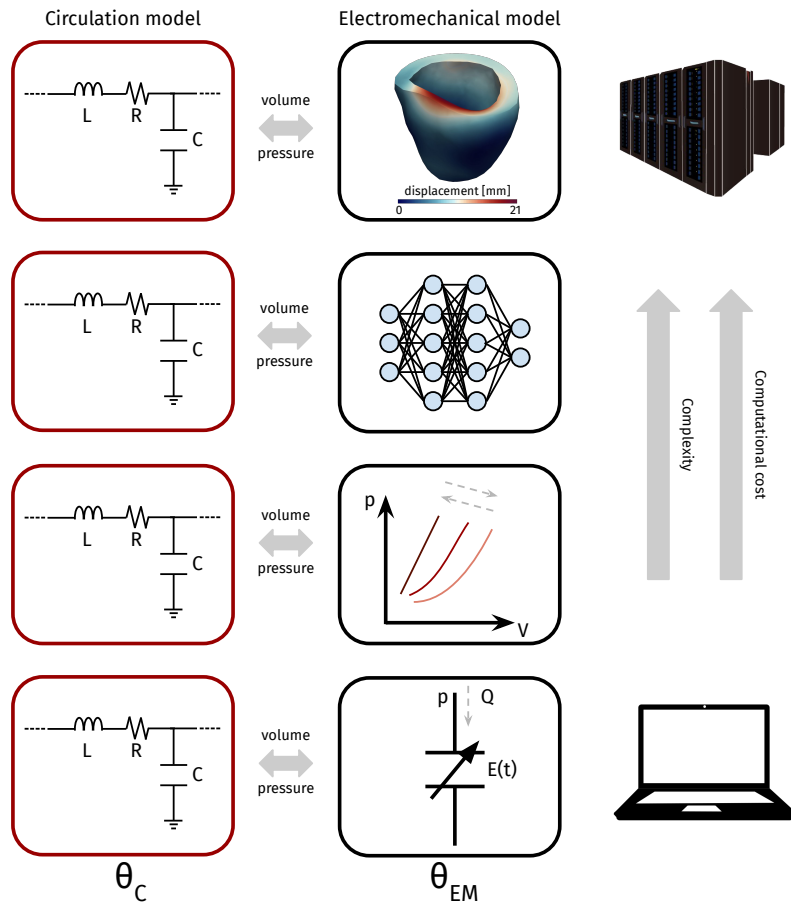 Circulation model
Electromechanical model
L
R
C
volume
pressure
displacement [mm]
0
21
L
R
C
volume
pressure
Complexity
Computational cost
L
R
C
volume
pressure
p
V
L
R
C
volume
pressure
p
Q
E(t)
θC
θEM